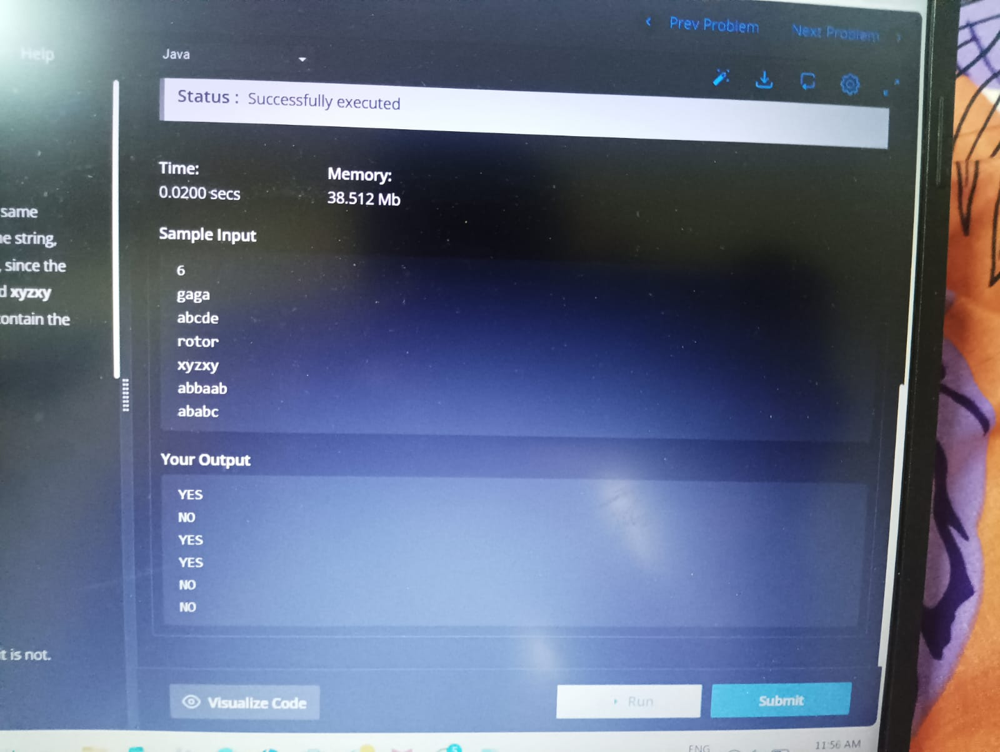 Prev Problem
Next Problem
Help
Java
Status : Successfully executed
Time:
0.0200 secs
Memory:
38.512 Mb
same
string,
, since the
xyzxy
the
Sample Input
6
gaga
abcde
rotor
xyzxy
abbaab
ababc
Your Output
YES
NO
YES
YES
NO
NO
it is not.
Visualize Code
Run
Submit
5
ENG
11:56 AM